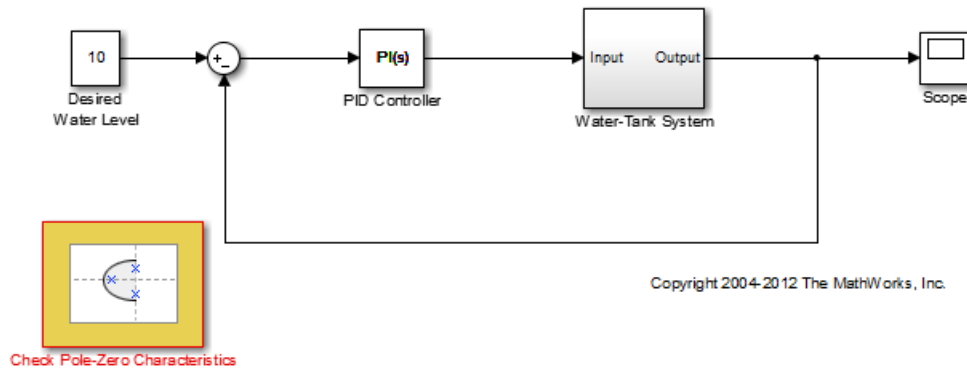 10
Desired
Water Level
+
-
PI(s)
PID Controller
Input
Output
Water-Tank System
Scope
Check Pole-Zero Characteristics
Copyright 2004-2012 The MathWorks, Inc.